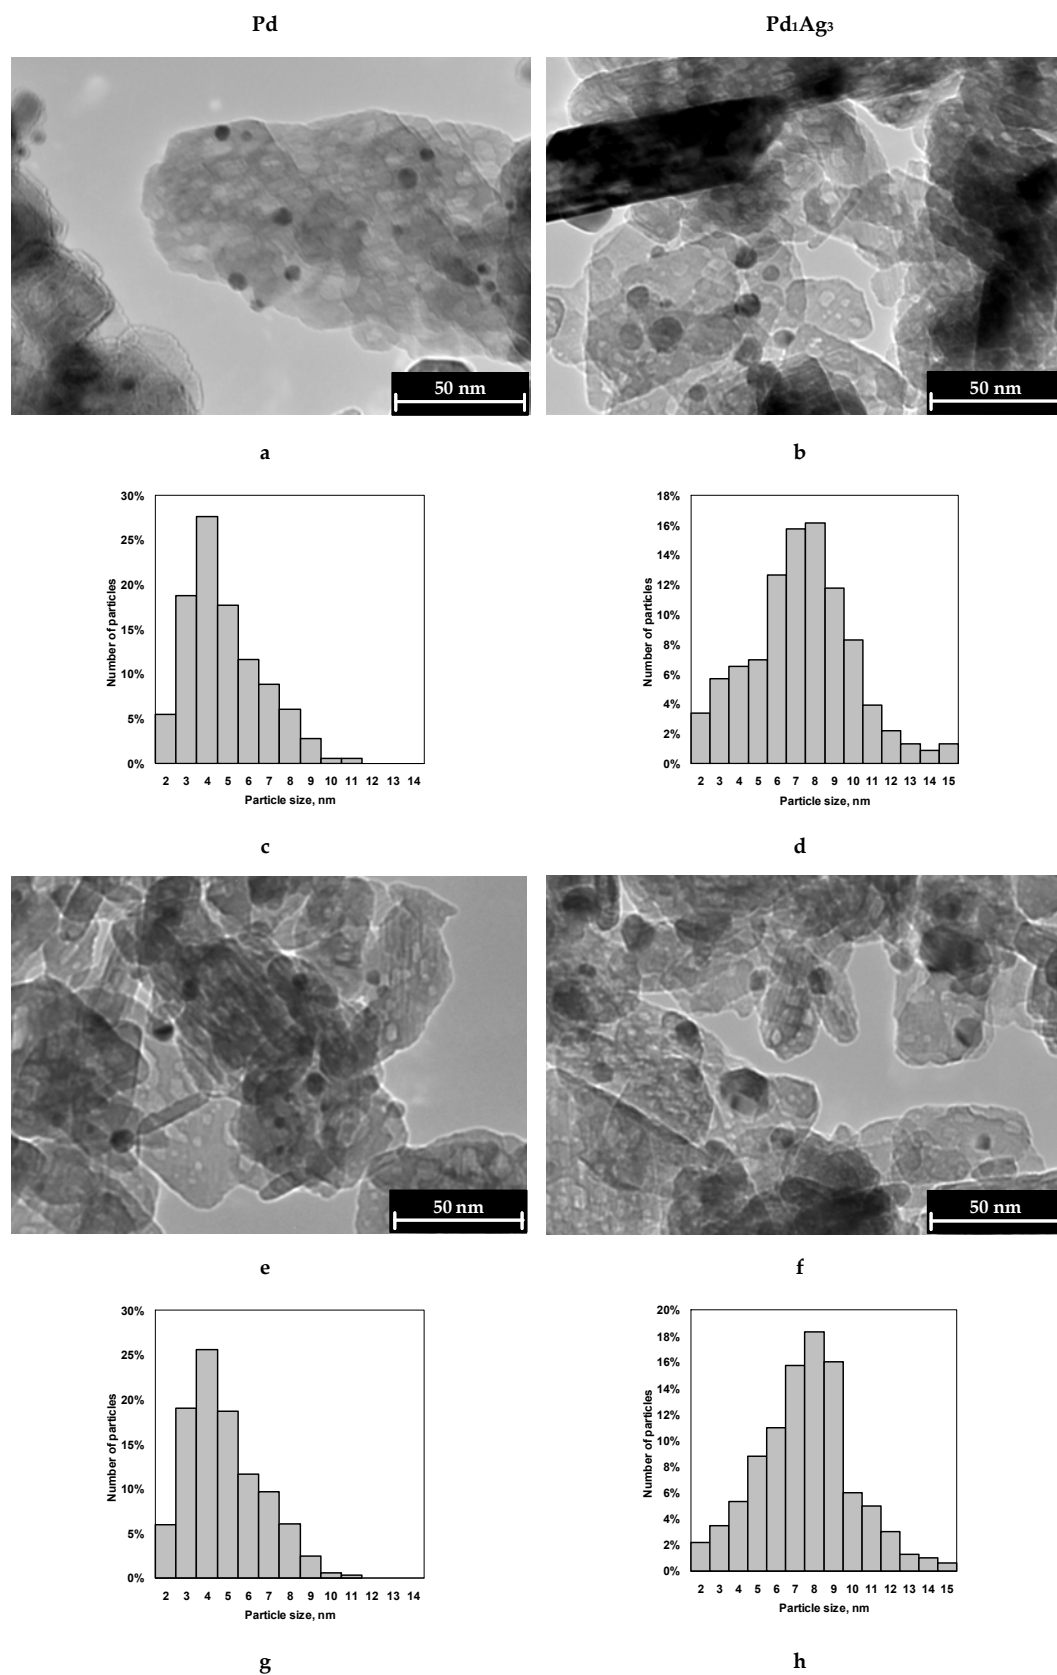 Pd
Pd₁Ag₃
50 nm
50 nm
a
b
30%
25%
20%
15%
10%
5%
0%
Number of particles
2 3 4 5 6 7 8 9 10 11 12 13 14
Particle size, nm
18%
16%
14%
12%
10%
8%
6%
4%
2%
0%
Number of particles
2 3 4 5 6 7 8 9 10 11 12 13 14 15
Particle size, nm
c
d
50 nm
50 nm
e
f
30%
25%
20%
15%
10%
5%
0%
Number of particles
2 3 4 5 6 7 8 9 10 11 12 13 14
Particle size, nm
20%
18%
16%
14%
12%
10%
8%
6%
4%
2%
0%
Number of particles
2 3 4 5 6 7 8 9 10 11 12 13 14 15
Particle size, nm
g
h